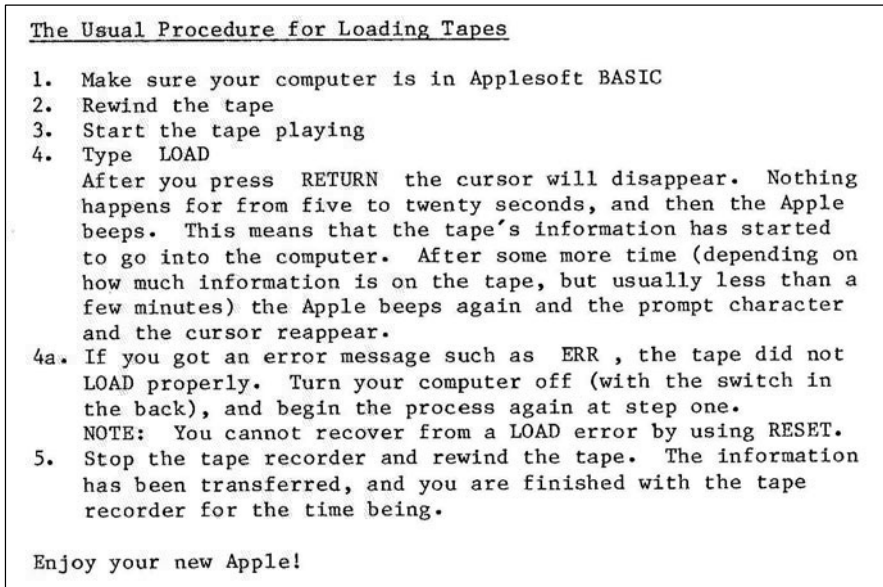 The Usual Procedure for Loading Tapes
1. Make sure your computer is in Applesoft BASIC
2. Rewind the tape
3. Start the tape playing
4. Type LOAD
After you press RETURN the cursor will disappear. Nothing
happens for from five to twenty seconds, and then the Apple
beeps. This means that the tape's information has started
to go into the computer. After some more time (depending on
how much information is on the tape, but usually less than a
few minutes) the Apple beeps again and the prompt character
and the cursor reappear.
4a. If you got an error message such as ERR , the tape did not
LOAD properly. Turn your computer off (with the switch in
the back), and begin the process again at step one.
NOTE: You cannot recover from a LOAD error by using RESET.
5. Stop the tape recorder and rewind the tape. The information
has been transferred, and you are finished with the tape
recorder for the time being.
Enjoy your new Apple!